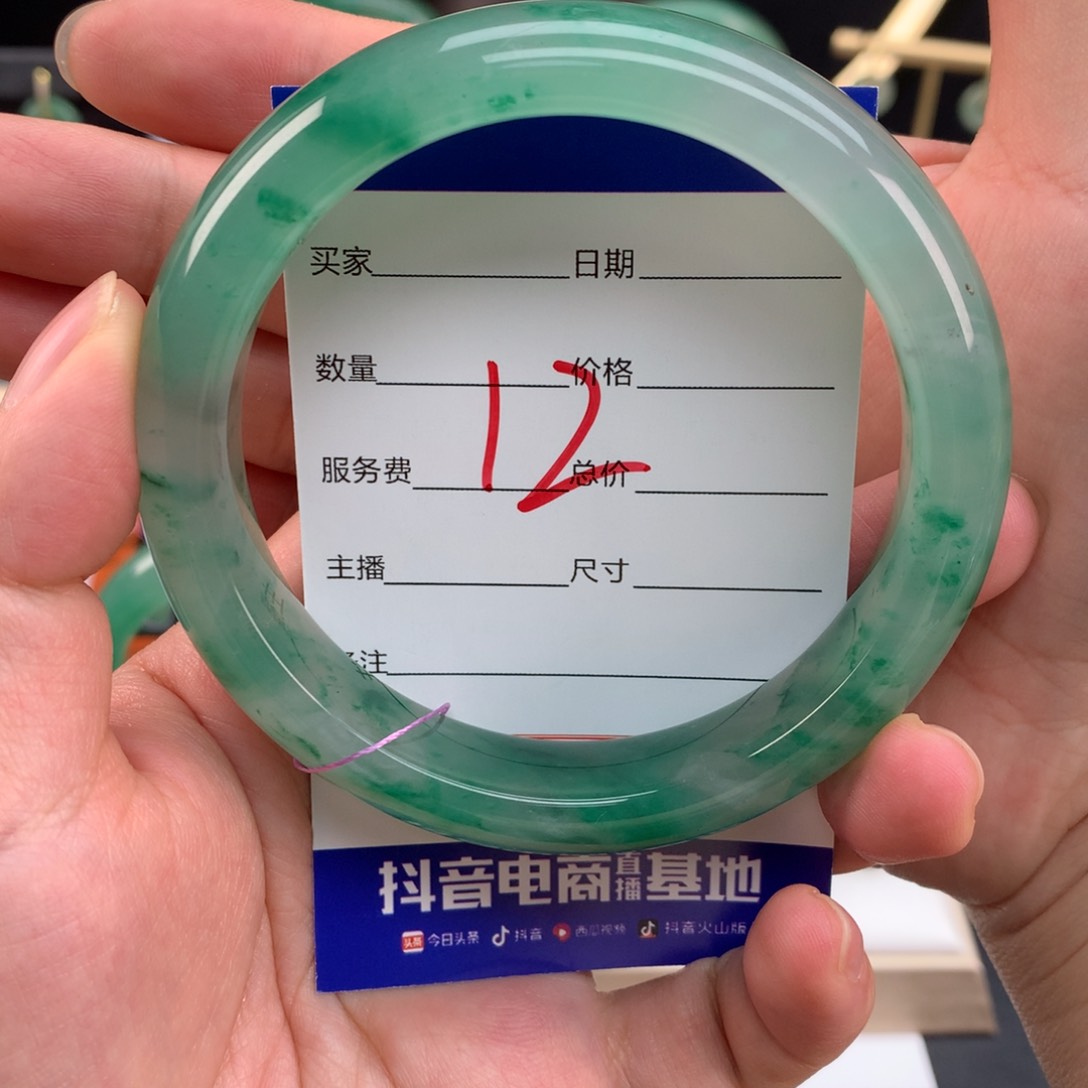 买家 日期
数量 价格
12
服务费 总价
主播 尺寸
注
抖音电商直播基地
头条 今日头条 抖音 西瓜视频 抖音火山版